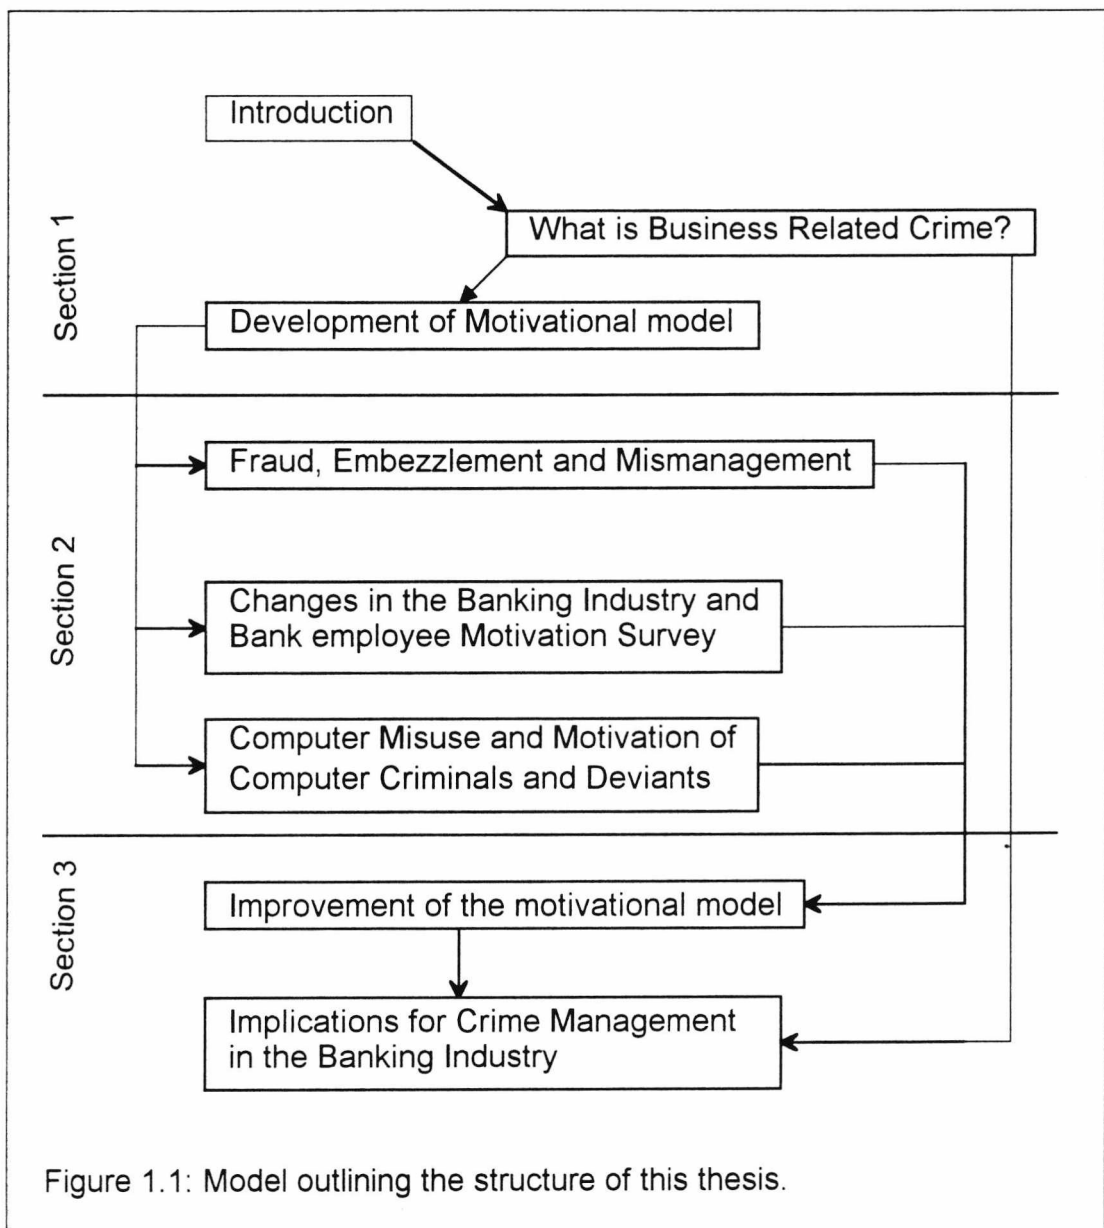 Section 1
Introduction
What is Business Related Crime?
Development of Motivational model
Section 2
Fraud, Embezzlement and Mismanagement
Changes in the Banking Industry and
Bank employee Motivation Survey
Computer Misuse and Motivation of
Computer Criminals and Deviants
Section 3
Improvement of the motivational model
Implications for Crime Management
in the Banking Industry
Figure 1.1: Model outlining the structure of this thesis.